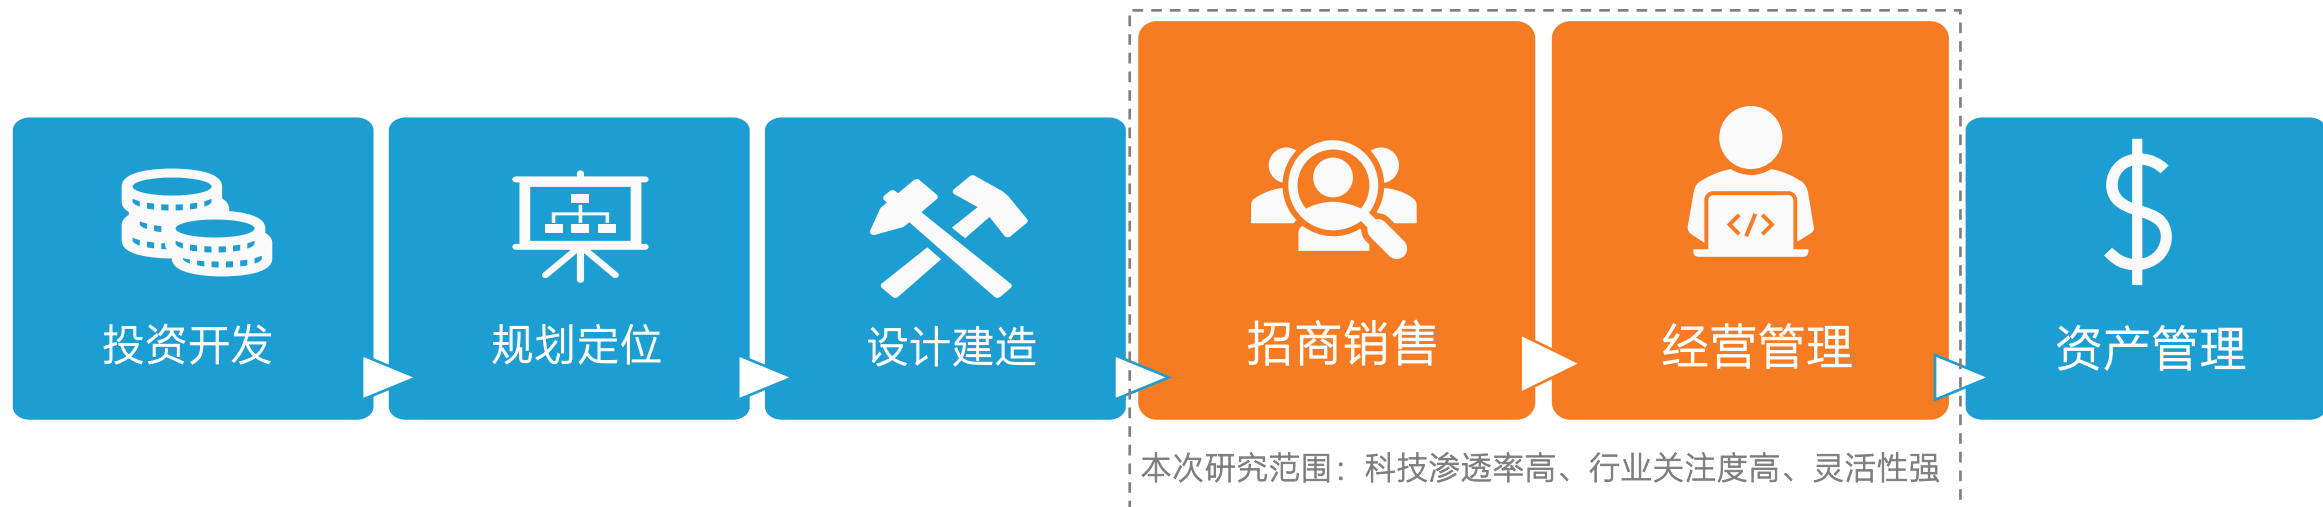 投资开发
规划定位
设计建造
招商销售
经营管理
资产管理
本次研究范围：科技渗透率高、行业关注度高、灵活性强